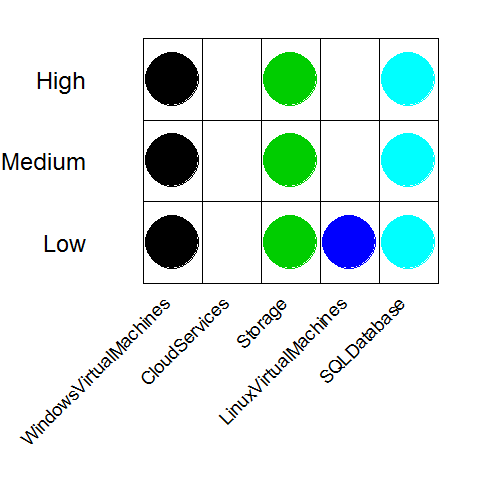 High
Medium
Low
WindowsVirtualMachines
CloudServices
Storage
LinuxVirtualMachines
SQLDatabase